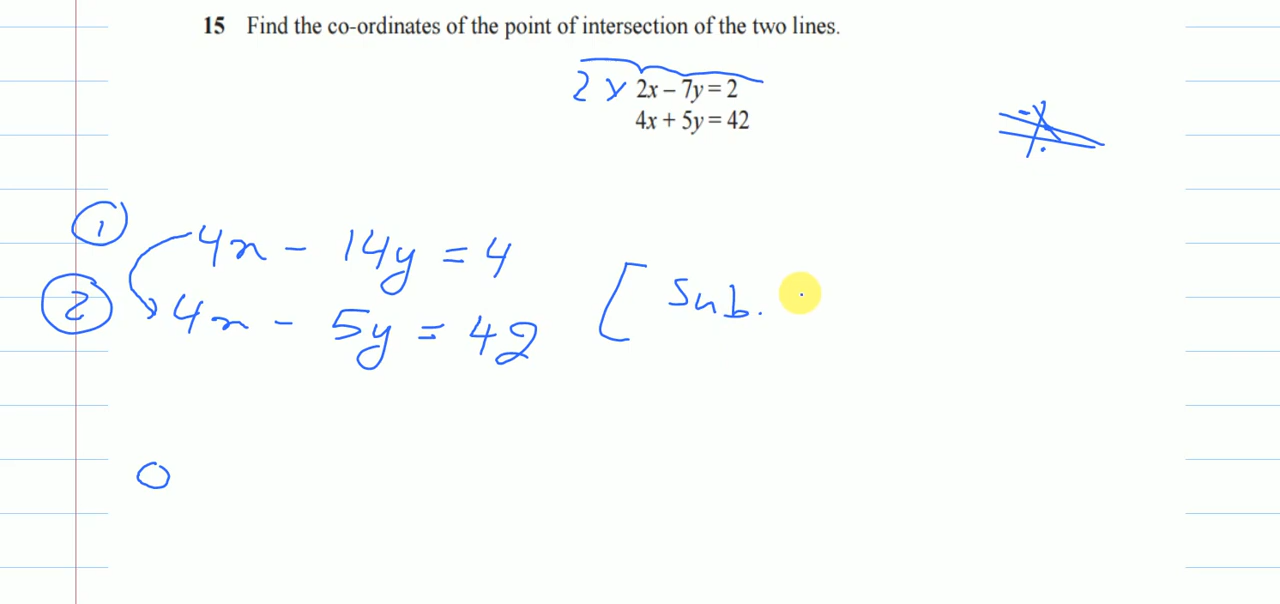 15 Find the co-ordinates of the point of intersection of the two lines.
2 × 2x – 7y = 2
4x + 5y = 42
① 4x - 14y = 4
② 4x - 5y = 42 [ Sub.
0